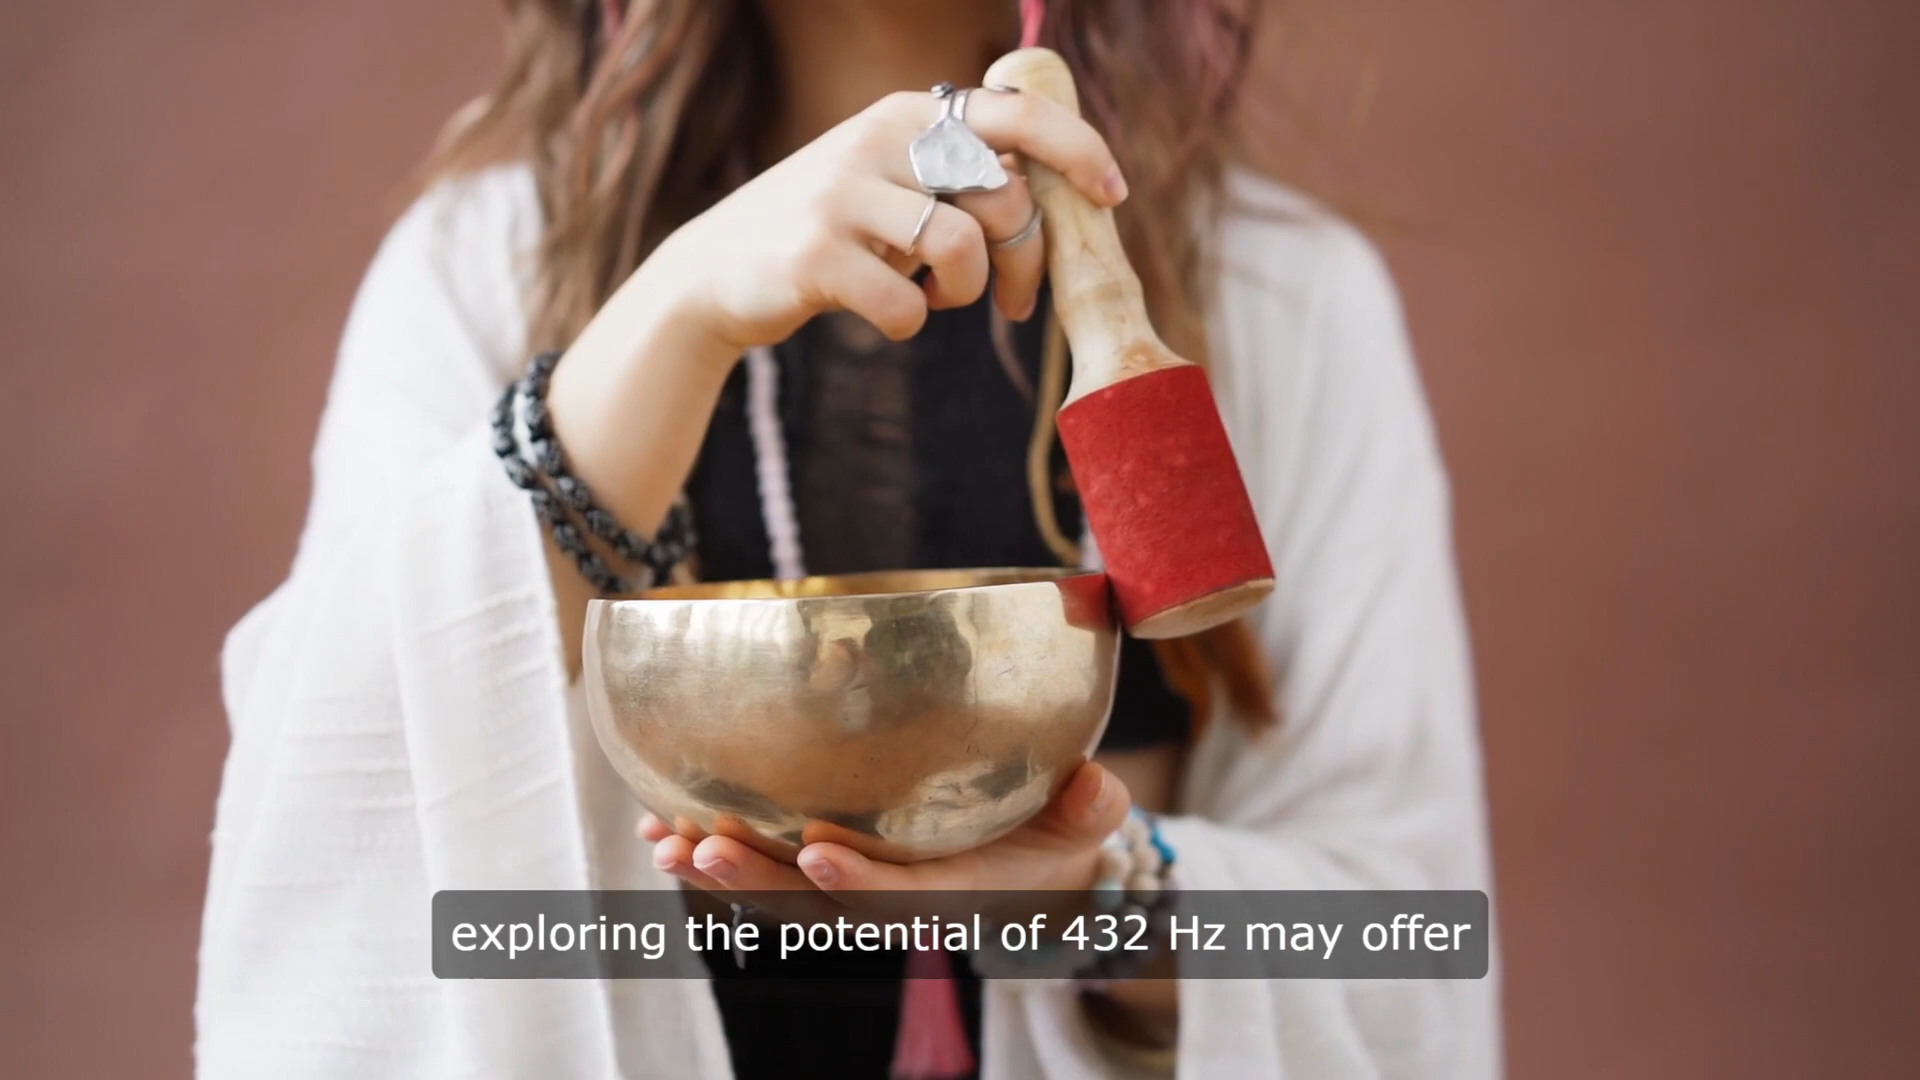 exploring the potential of 432 Hz may offer